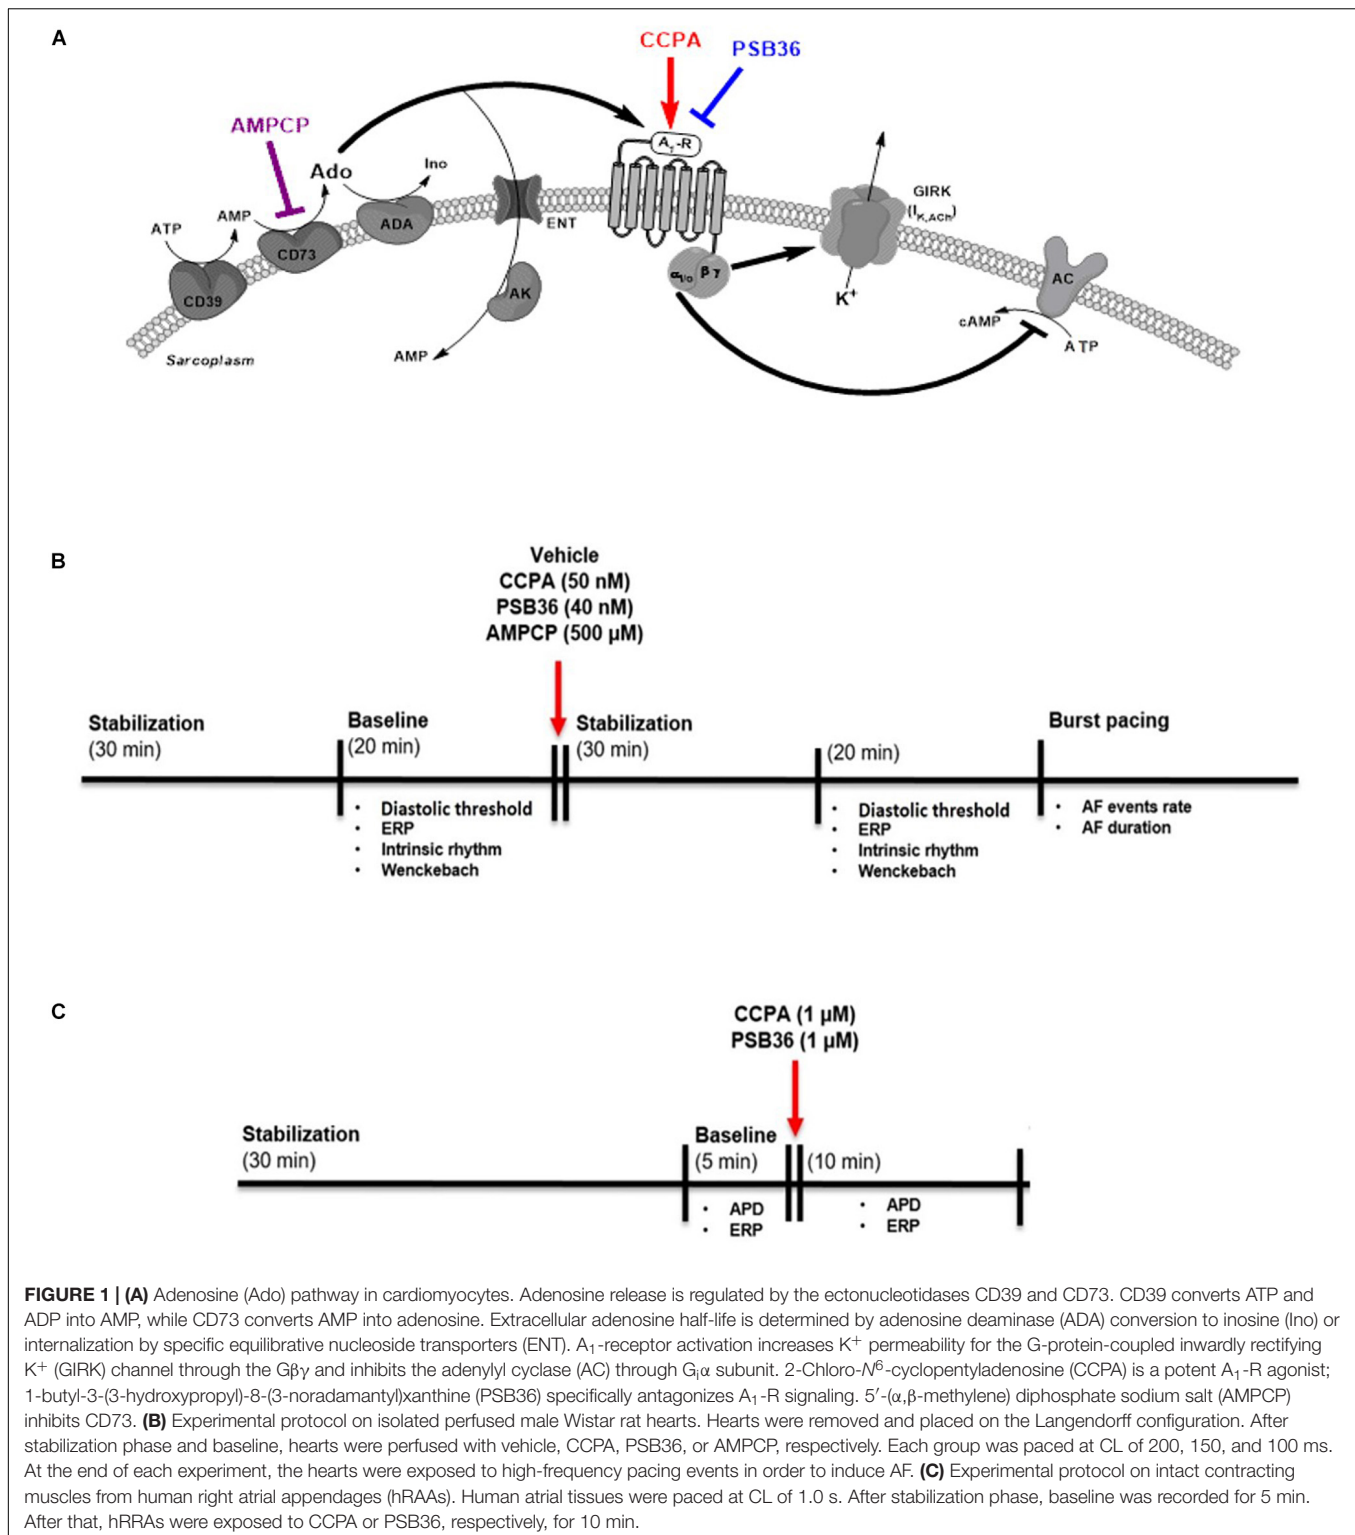 A
CCPA
PSB36
AMPCP
A1-R
Ado
Ino
GIRK
(IK,ACh)
AMP
ATP
ADA
ENT
CD73
CD39
αi/o β γ
AC
AK
K+
cAMP
ATP
AMP
Sarcoplasm
B
Vehicle
CCPA (50 nM)
PSB36 (40 nM)
AMPCP (500 µM)
Stabilization
(30 min)
Baseline
(20 min)
Stabilization
(30 min)
(20 min)
Burst pacing
• Diastolic threshold
• ERP
• Intrinsic rhythm
• Wenckebach
• Diastolic threshold
• ERP
• Intrinsic rhythm
• Wenckebach
• AF events rate
• AF duration
C
CCPA (1 µM)
PSB36 (1 µM)
Stabilization
(30 min)
Baseline
(5 min)
(10 min)
• APD
• ERP
• APD
• ERP
FIGURE 1 | (A) Adenosine (Ado) pathway in cardiomyocytes. Adenosine release is regulated by the ectonucleotidases CD39 and CD73. CD39 converts ATP and
ADP into AMP, while CD73 converts AMP into adenosine. Extracellular adenosine half-life is determined by adenosine deaminase (ADA) conversion to inosine (Ino) or
internalization by specific equilibrative nucleoside transporters (ENT). A₁-receptor activation increases K⁺ permeability for the G-protein-coupled inwardly rectifying
K⁺ (GIRK) channel through the Gβγ and inhibits the adenylyl cyclase (AC) through Gᵢα subunit. 2-Chloro-N⁶-cyclopentyladenosine (CCPA) is a potent A₁-R agonist;
1-butyl-3-(3-hydroxypropyl)-8-(3-noradamantyl)xanthine (PSB36) specifically antagonizes A₁-R signaling. 5′-(α,β-methylene) diphosphate sodium salt (AMPCP)
inhibits CD73. (B) Experimental protocol on isolated perfused male Wistar rat hearts. Hearts were removed and placed on the Langendorff configuration. After
stabilization phase and baseline, hearts were perfused with vehicle, CCPA, PSB36, or AMPCP, respectively. Each group was paced at CL of 200, 150, and 100 ms.
At the end of each experiment, the hearts were exposed to high-frequency pacing events in order to induce AF. (C) Experimental protocol on intact contracting
muscles from human right atrial appendages (hRAAs). Human atrial tissues were paced at CL of 1.0 s. After stabilization phase, baseline was recorded for 5 min.
After that, hRRAs were exposed to CCPA or PSB36, respectively, for 10 min.